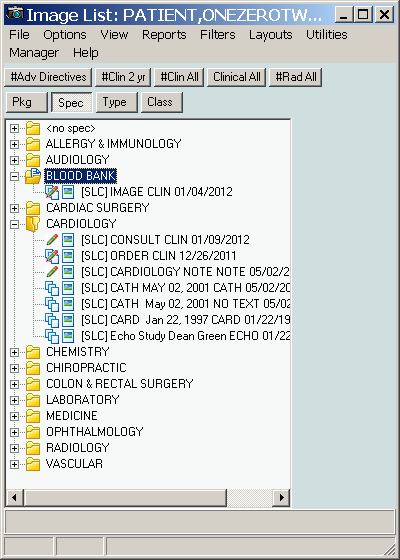 Image List: PATIENT,ONEZEROTW...
File Options View Reports Filters Layouts Utilities
Manager Help
#Adv Directives #Clin 2 yr #Clin All Clinical All #Rad All
Pkg Spec Type Class
<no spec>
ALLERGY & IMMUNOLOGY
AUDIOLOGY
BLOOD BANK
[SLC] IMAGE CLIN 01/04/2012
CARDIAC SURGERY
CARDIOLOGY
[SLC] CONSULT CLIN 01/09/2012
[SLC] ORDER CLIN 12/26/2011
[SLC] CARDIOLOGY NOTE NOTE 05/02/2
[SLC] CATH MAY 02, 2001 CATH 05/02/20
[SLC] CATH May 02, 2001 NO TEXT 05/02
[SLC] CARD Jan 22, 1997 CARD 01/22/19
[SLC] Echo Study Dean Green ECHO 01/22
CHEMISTRY
CHIROPRACTIC
COLON & RECTAL SURGERY
LABORATORY
MEDICINE
OPHTHALMOLOGY
RADIOLOGY
VASCULAR